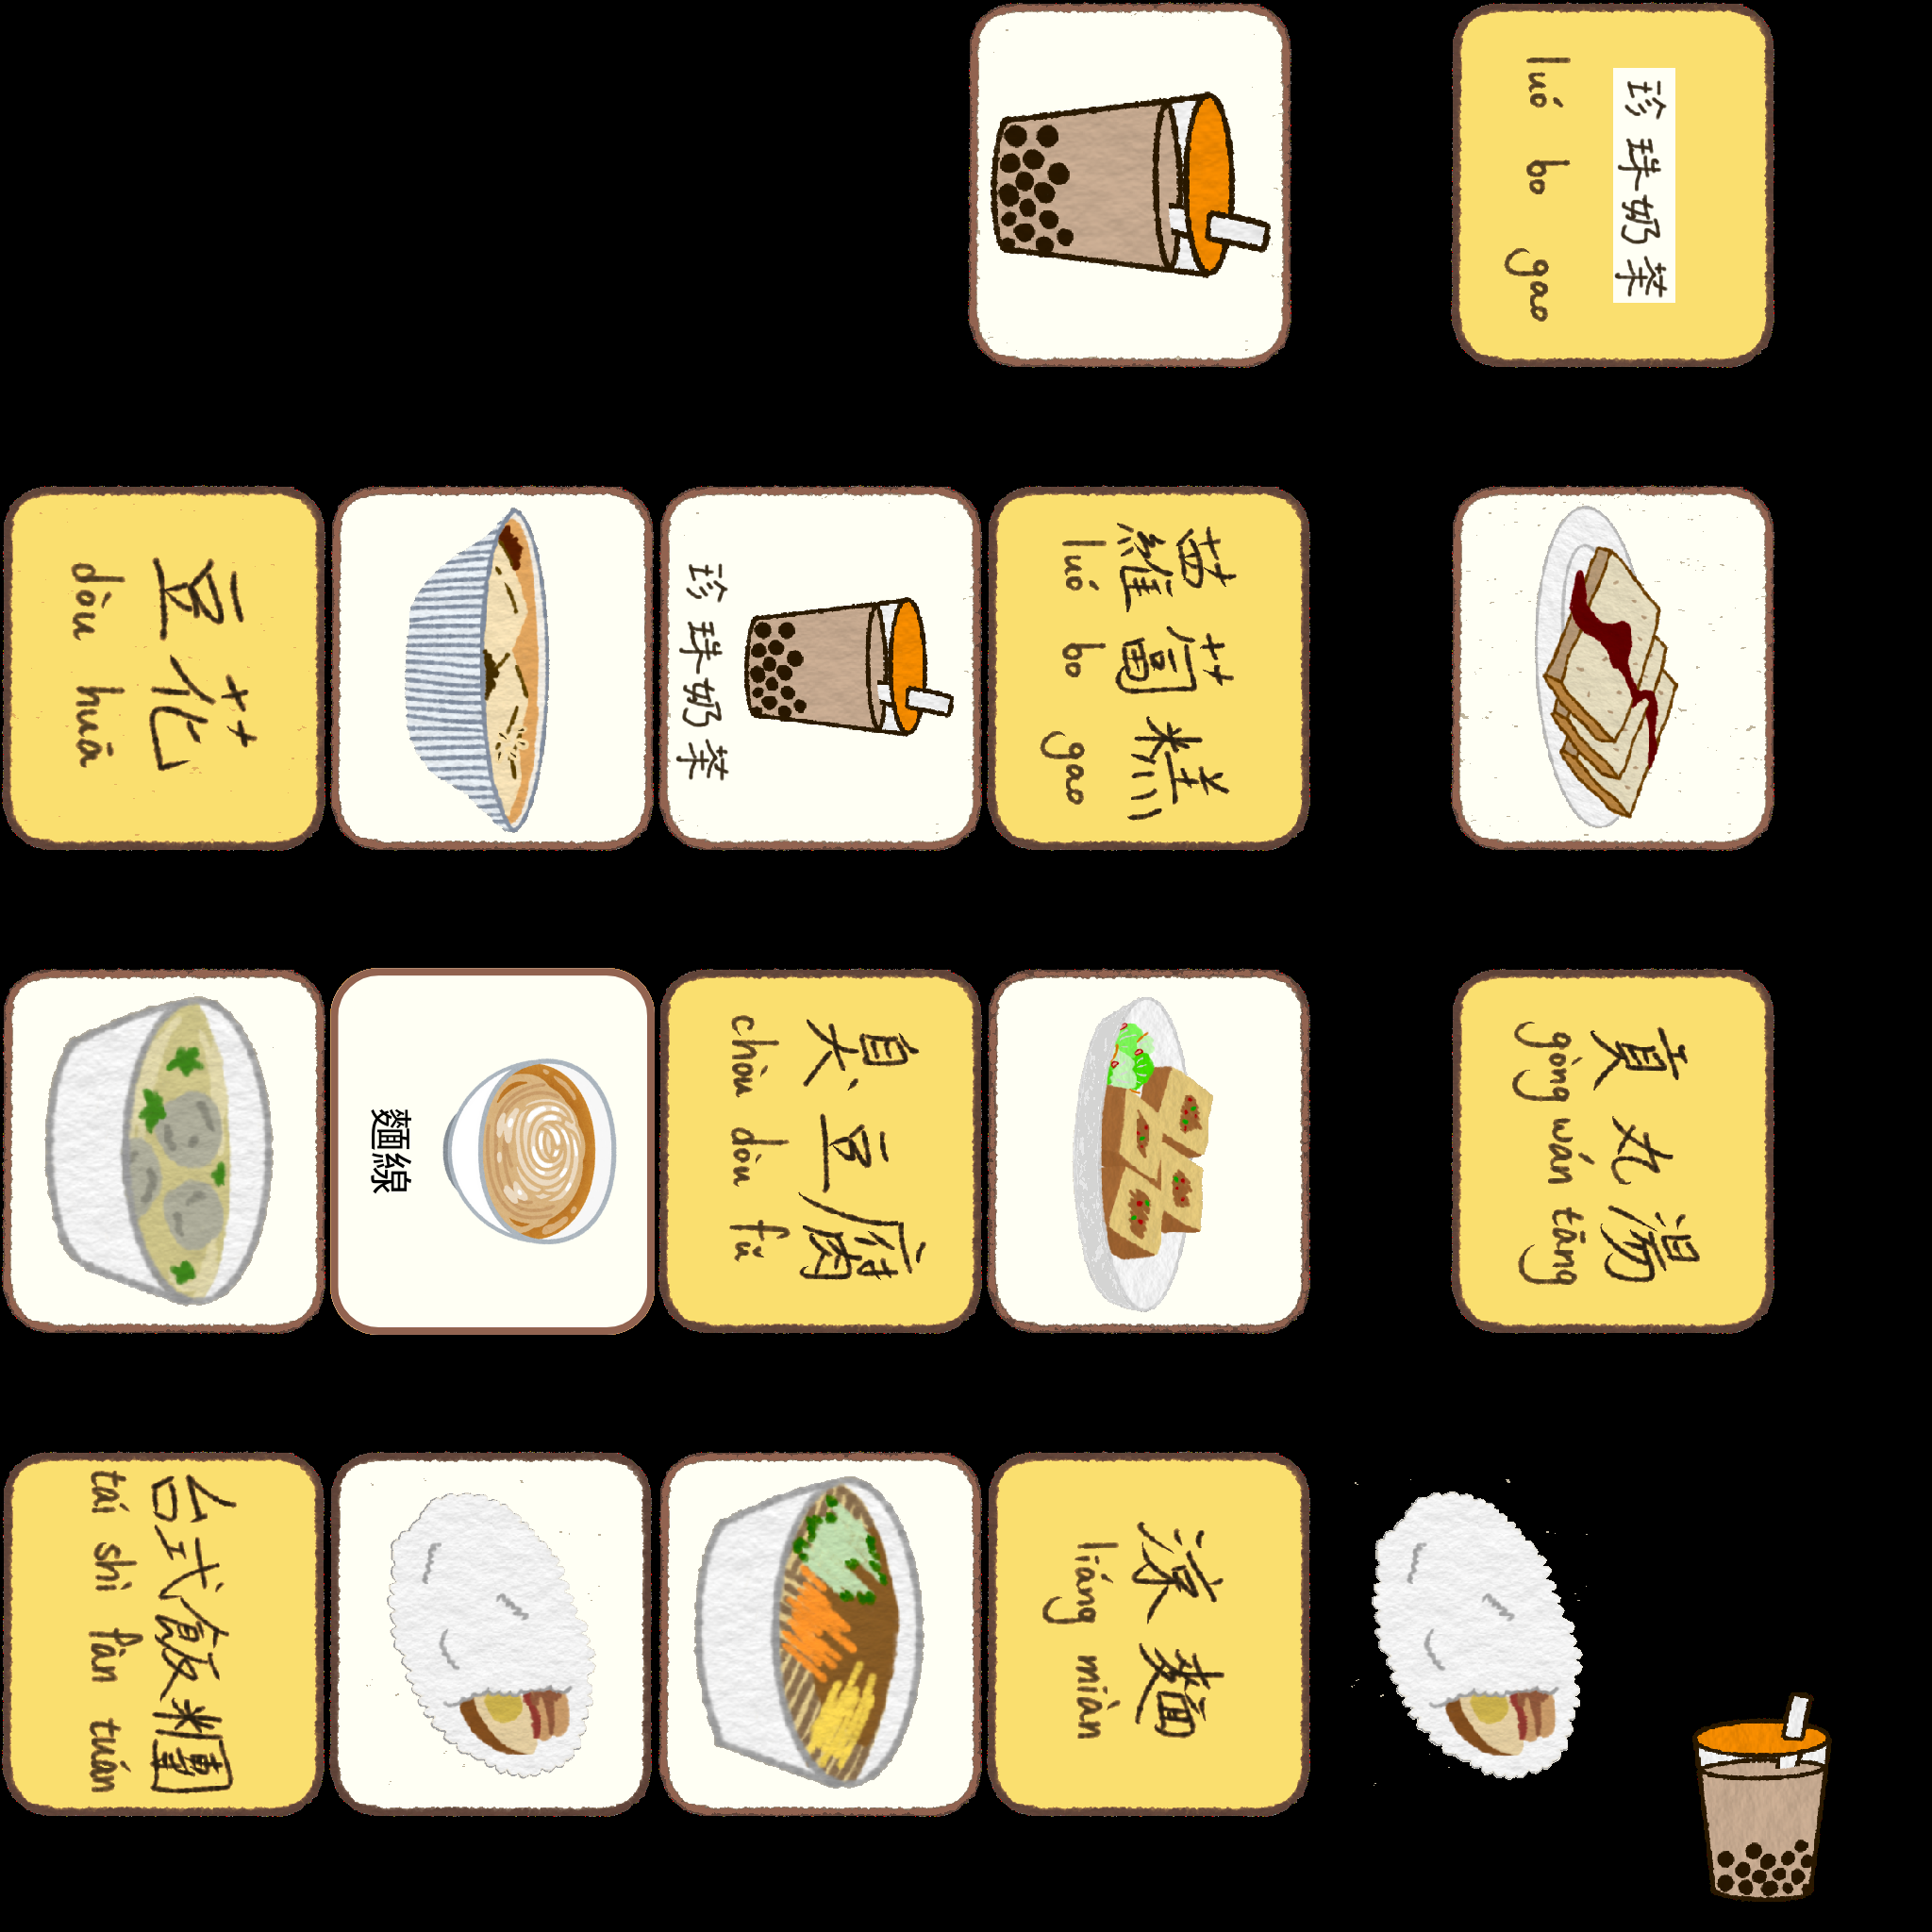 珍珠奶茶
luó bo gao
豆花
dòu huā
珍珠奶茶
蘿蔔糕
luó bo gao
麵線
臭豆腐
chòu dòu fǔ
貢丸湯
gòng wán tāng
台式飯糰
tái shì fàn tuán
涼麵
liáng miàn